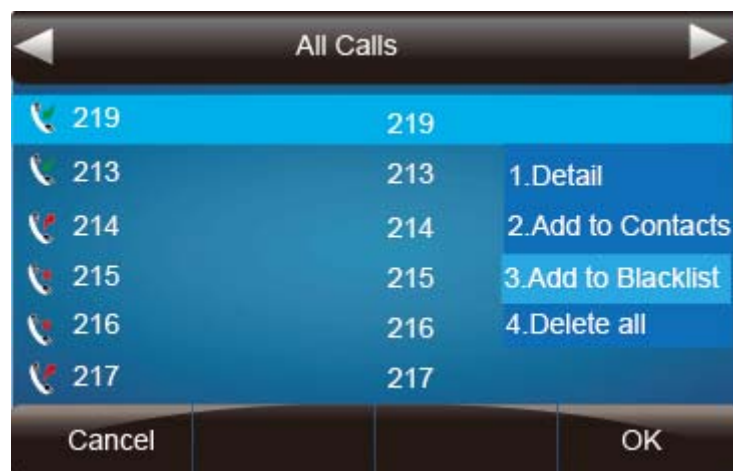 All Calls
219 219
213 213 1.Detail
214 214 2.Add to Contacts
215 215 3.Add to Blacklist
216 216 4.Delete all
217 217
Cancel OK